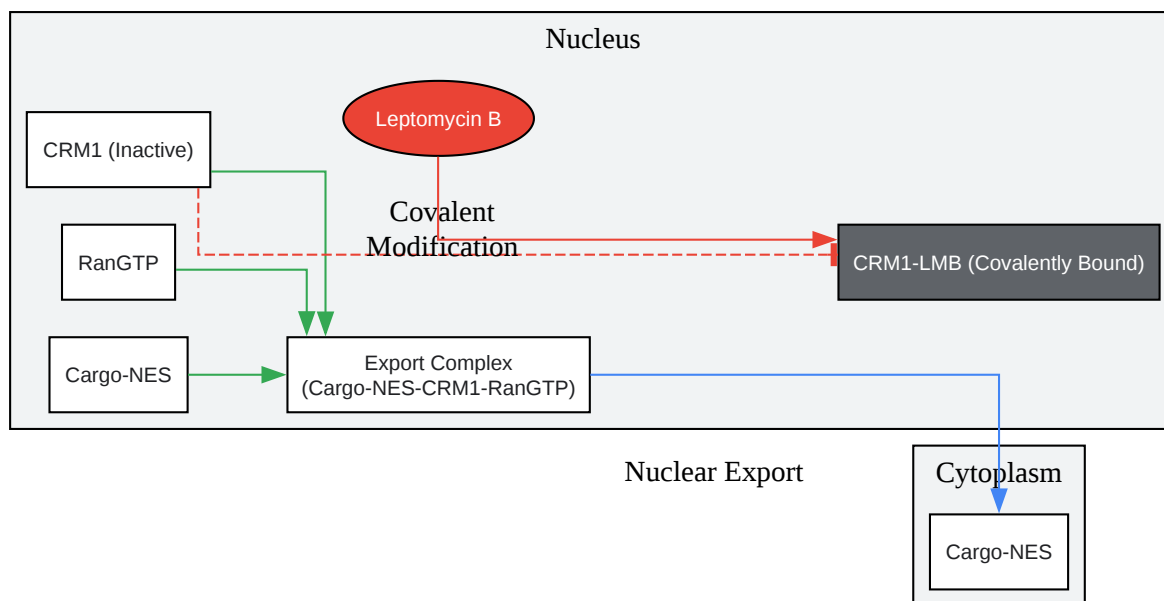 Nucleus
Leptomycin B
CRM1 (Inactive)
Covalent
Modification
RanGTP
CRM1-LMB (Covalently Bound)
Cargo-NES
Export Complex
(Cargo-NES-CRM1-RanGTP)
Nuclear Export
Cytoplasm
Cargo-NES